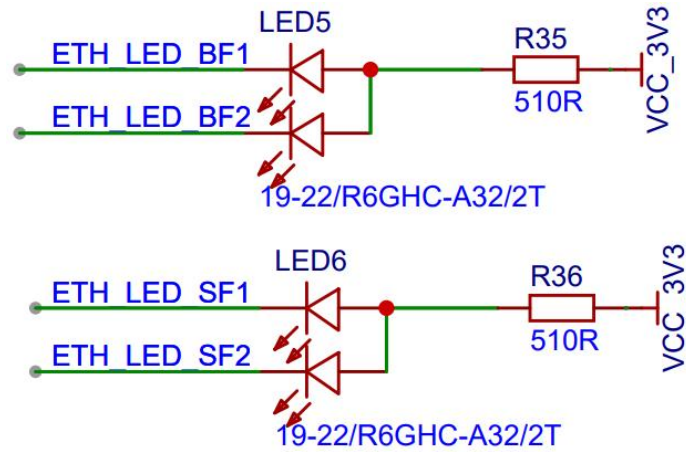 LED5
ETH_LED_BF1
R35
VCC_3V3
510R
ETH_LED_BF2
19-22/R6GHC-A32/2T
LED6
ETH_LED_SF1
R36
VCC_3V3
510R
ETH_LED_SF2
19-22/R6GHC-A32/2T